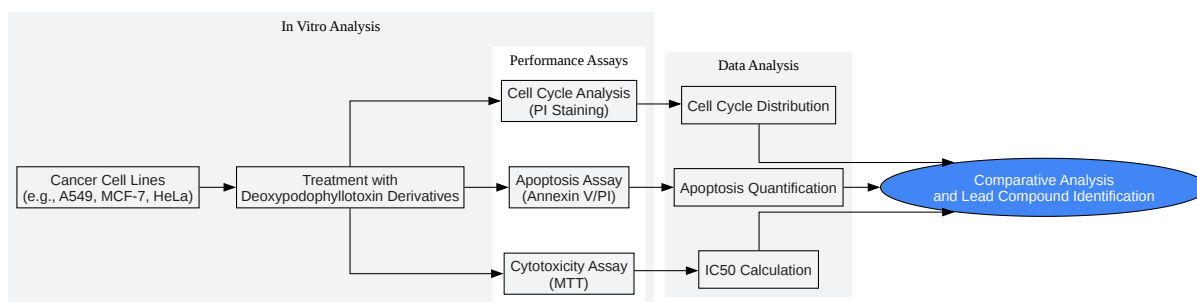 In Vitro Analysis
Performance Assays
Data Analysis
Cell Cycle Analysis
(PI Staining)
Cell Cycle Distribution
Cancer Cell Lines
(e.g., A549, MCF-7, HeLa)
Treatment with
Deoxypodophyllotoxin Derivatives
Apoptosis Assay
(Annexin V/PI)
Apoptosis Quantification
Comparative Analysis
and Lead Compound Identification
Cytotoxicity Assay
(MTT)
IC50 Calculation